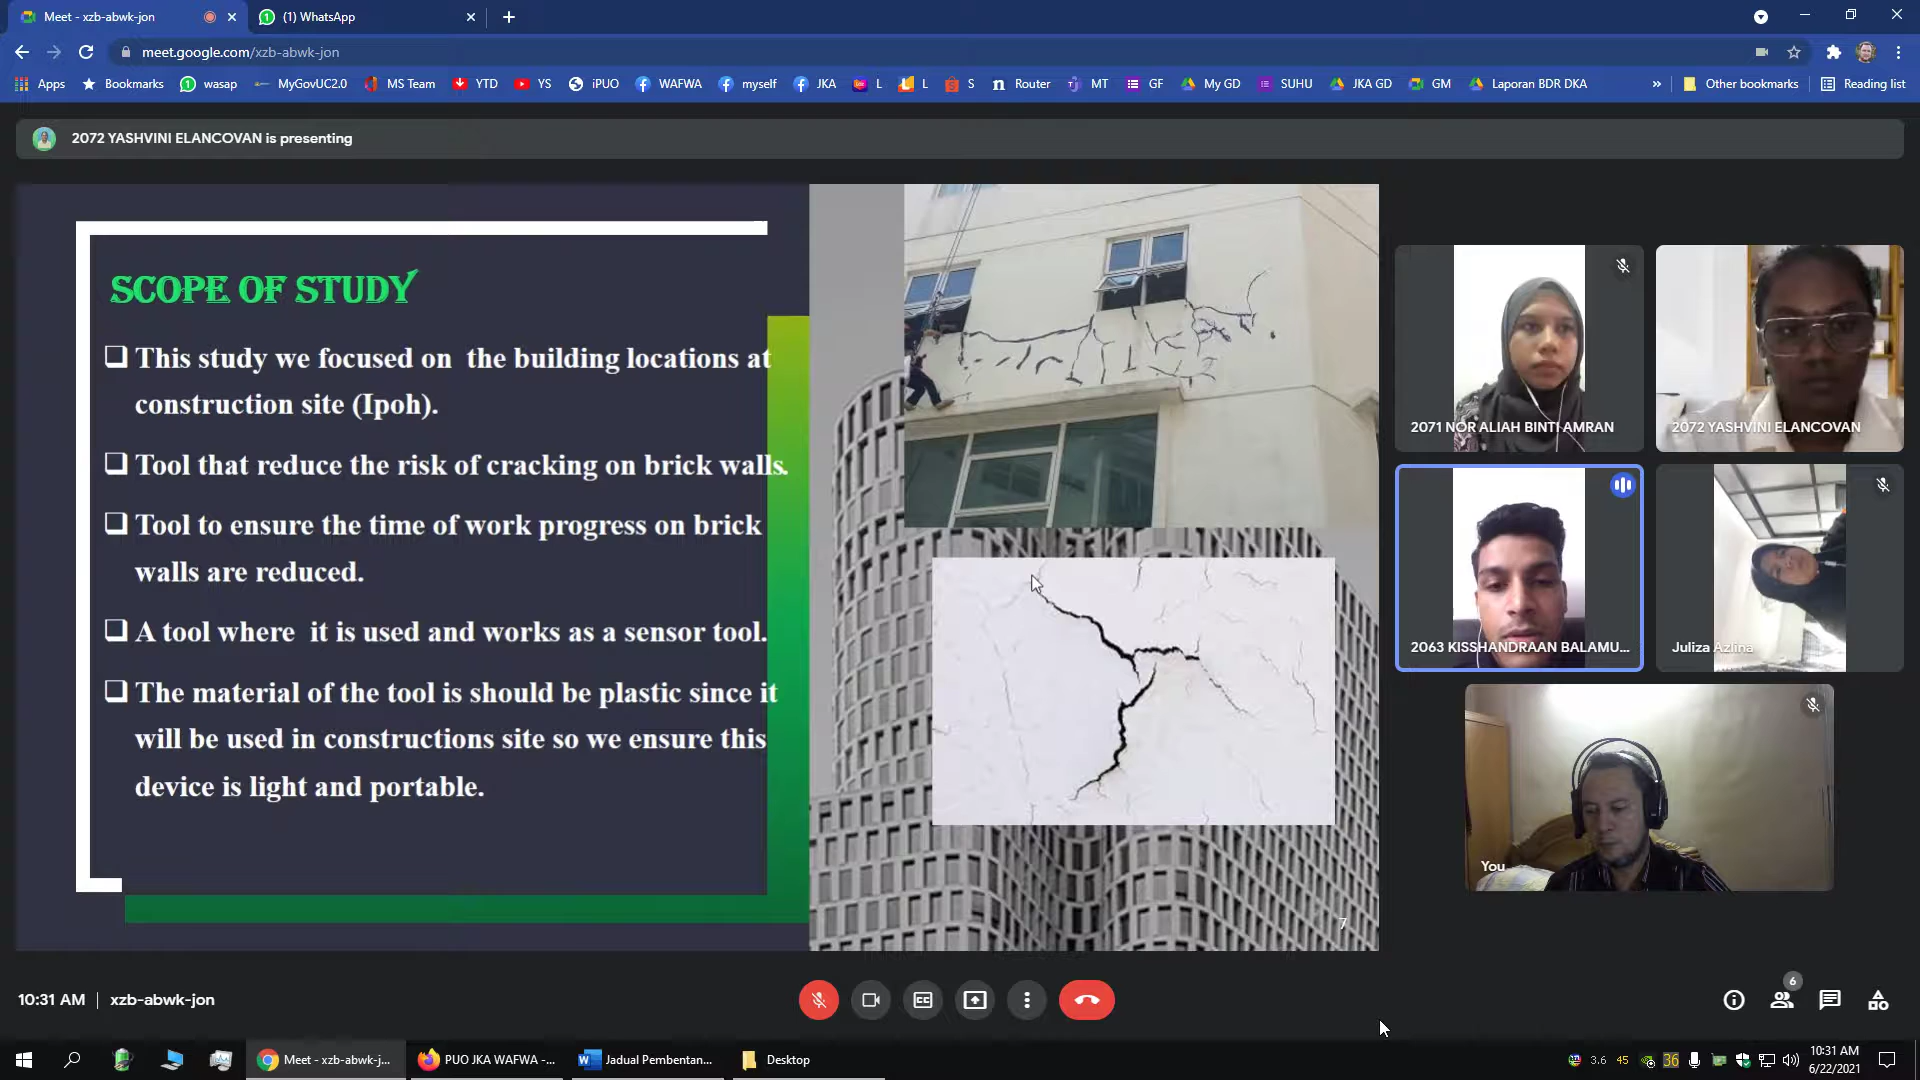 Meet - xzb-abwk-jon
(1) WhatsApp
meet.google.com/xzb-abwk-jon
Apps
Bookmarks
wasap
MyGovUC2.0
MS Team
YTD
YS
iPUO
WAFWA
myself
JKA
L
L
S
Router
MT
GF
My GD
SUHU
JKA GD
GM
Laporan BDR DKA
»
Other bookmarks
Reading list
2072 YASHVINI ELANCOVAN is presenting
SCOPE OF STUDY
This study we focused on the building locations at
construction site (Ipoh).
Tool that reduce the risk of cracking on brick walls.
Tool to ensure the time of work progress on brick
walls are reduced.
A tool where it is used and works as a sensor tool.
The material of the tool is should be plastic since it
will be used in constructions site so we ensure this
device is light and portable.
7
2071 NOR ALIAH BINTI AMRAN
2072 YASHVINI ELANCOVAN
2063 KISSHANDRAAN BALAMU...
Juliza Azlina
You
10:31 AM | xzb-abwk-jon
CC
6
Meet - xzb-abwk-j...
PUO JKA WAFWA -...
Jadual Pembentan...
Desktop
3.6
45
36
10:31 AM
6/22/2021